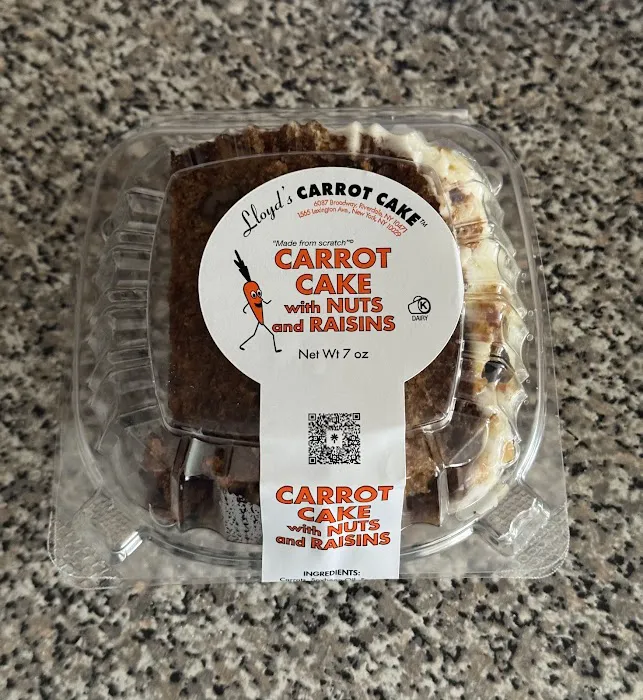 Lloyd's CARROT CAKE™
6087 Broadway, Riverdale, NY 10471
1565 Lexington Ave., New York, NY 10029
"Made from scratch"©
CARROT
CAKE
with NUTS
and RAISINS
K
DAIRY
Net Wt 7 oz
CARROT
CAKE
with NUTS
and RAISINS
INGREDIENTS: